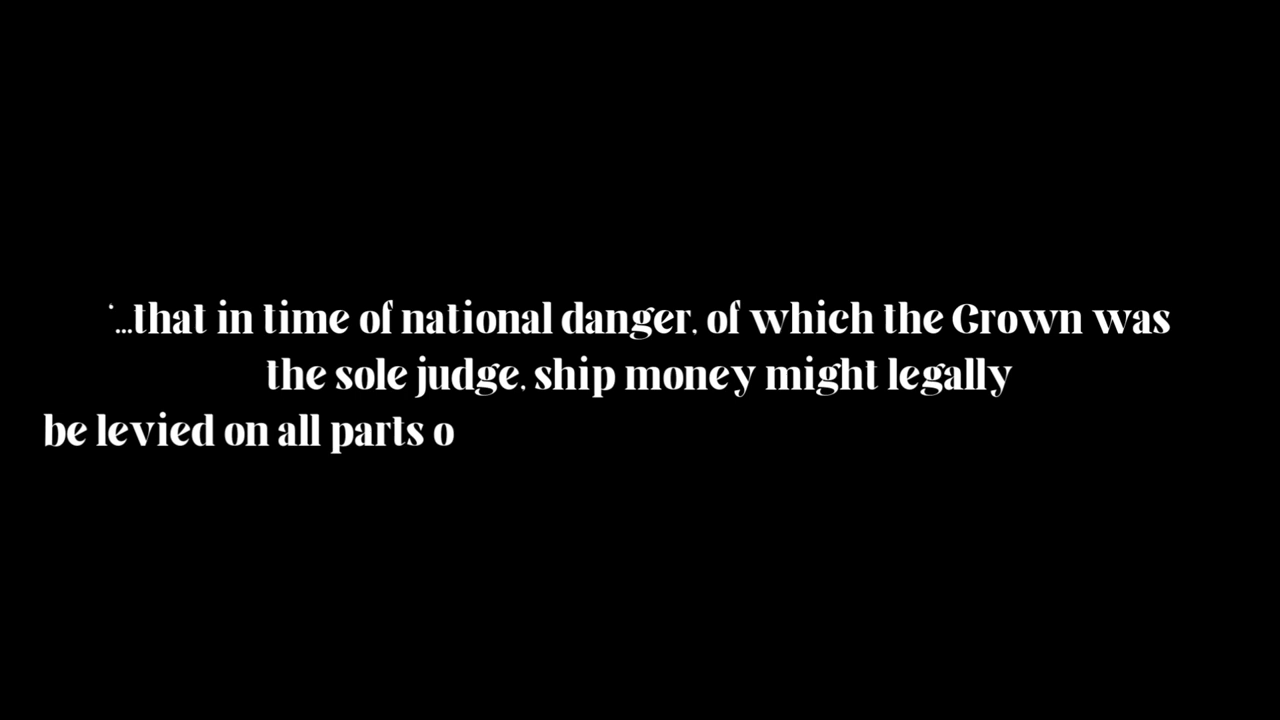 ‘...that in time of national danger, of which the Crown was
the sole judge, ship money might legally
be levied on all parts o